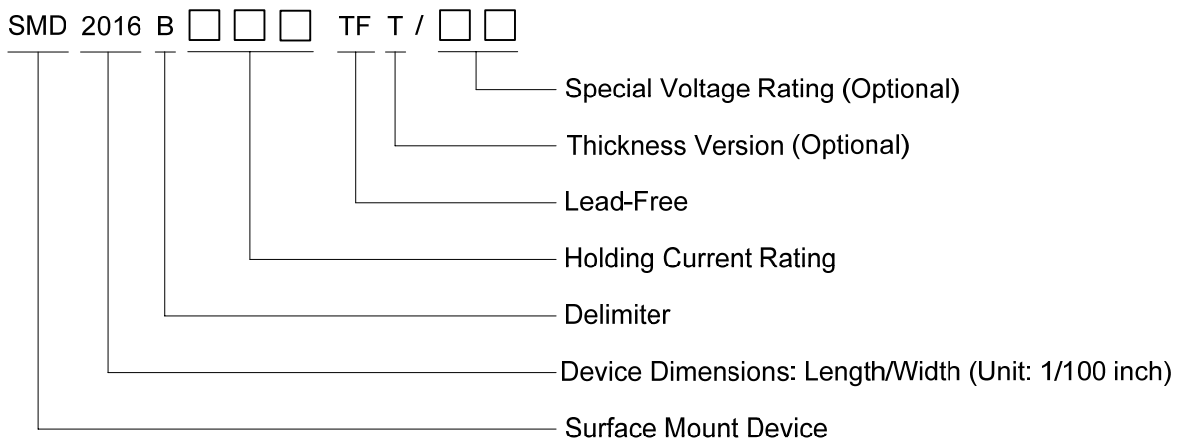 SMD 2016 B □ □ □ TF T / □ □
Special Voltage Rating (Optional)
Thickness Version (Optional)
Lead-Free
Holding Current Rating
Delimiter
Device Dimensions: Length/Width (Unit: 1/100 inch)
Surface Mount Device